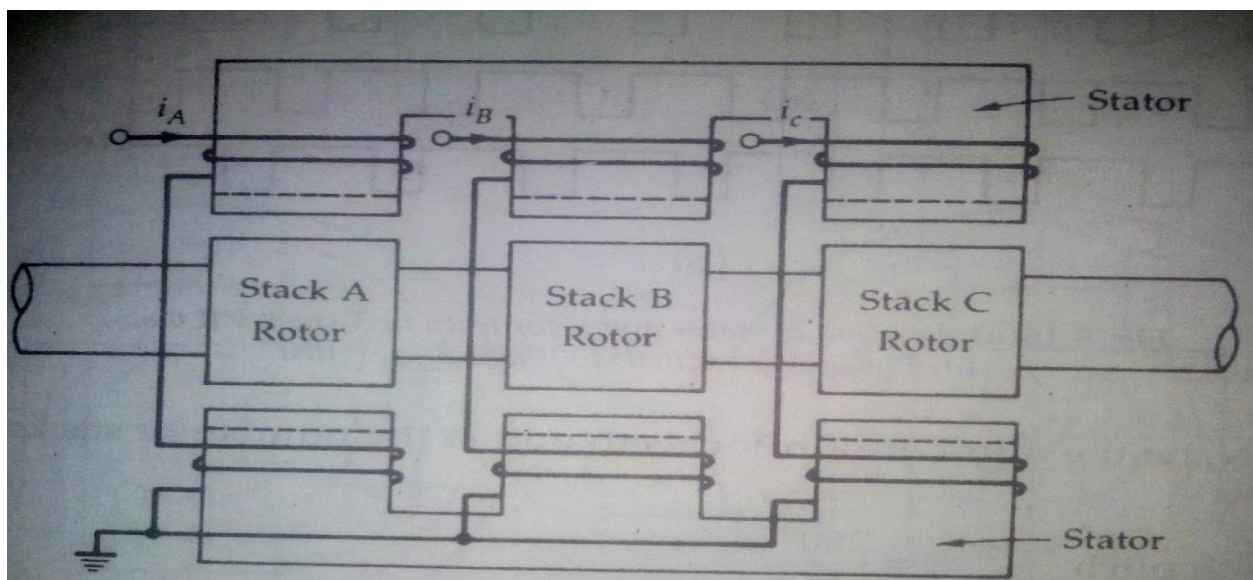 Stator
i_A
i_B
i_c
Stack A
Rotor
Stack B
Rotor
Stack C
Rotor
Stator